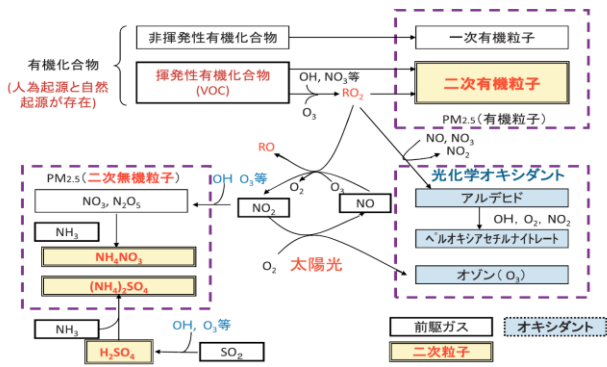 非揮発性有機化合物
一次有機粒子
有機化合物
(人為起源と自然
起源が存在)
揮発性有機化合物
(VOC)
OH, NO₃等
O₃
RO₂
二次有機粒子
PM2.5(有機粒子)
NO, NO₃
NO₂
RO
O₂
O₃
PM2.5(二次無機粒子)
OH O₃等
NO₃, N₂O₅
NH₃
NH₄NO₃
(NH₄)₂SO₄
NO₂
NO
O₂
太陽光
光化学オキシダント
アルデヒド
OH, O₂, NO₂
ペルオキシアセチルナイトレート
オゾン(O₃)
NH₃
OH, O₃等
H₂SO₄
SO₂
前駆ガス
オキシダント
二次粒子